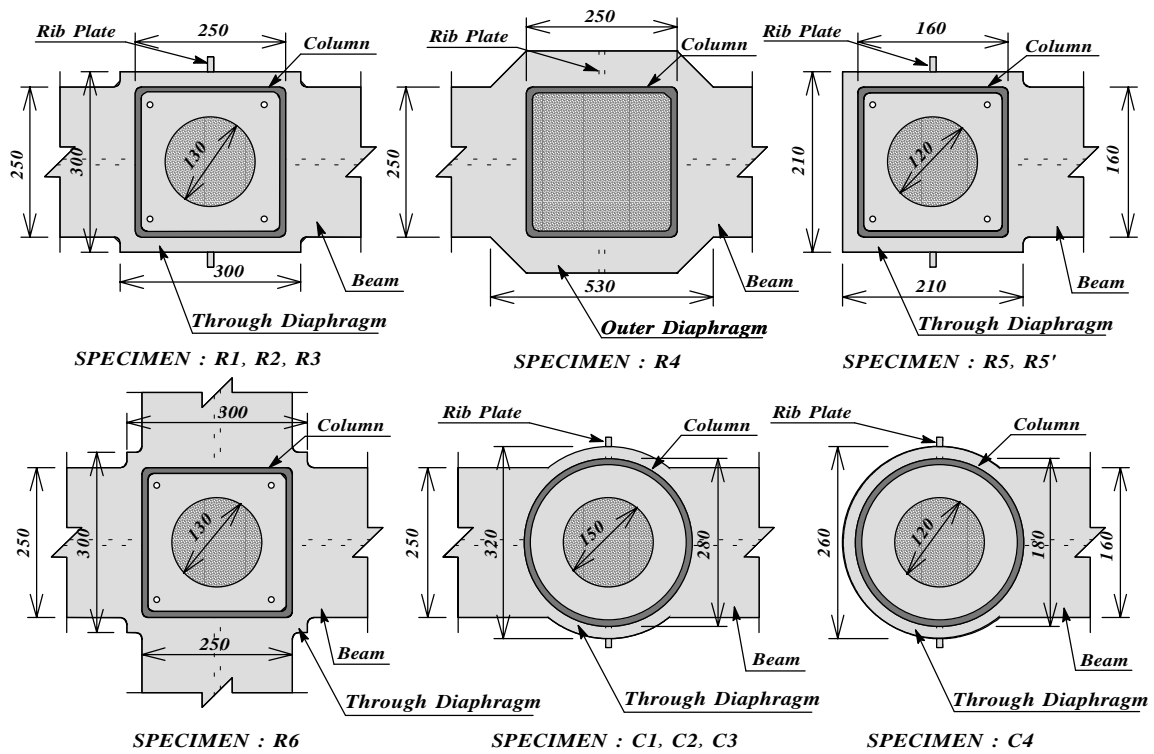 250
Rib Plate
Column
250
300
130
300
Beam
Through Diaphragm
SPECIMEN : R1, R2, R3
250
Rib Plate
Column
250
530
Beam
Outer Diaphragm
SPECIMEN : R4
160
Rib Plate
Column
210
120
160
210
Beam
Through Diaphragm
SPECIMEN : R5, R5'
300
Column
250
300
130
250
Beam
Through Diaphragm
SPECIMEN : R6
Rib Plate
Column
250
320
150
280
Beam
Through Diaphragm
SPECIMEN : C1, C2, C3
Rib Plate
Column
260
120
180
160
Beam
Through Diaphragm
SPECIMEN : C4